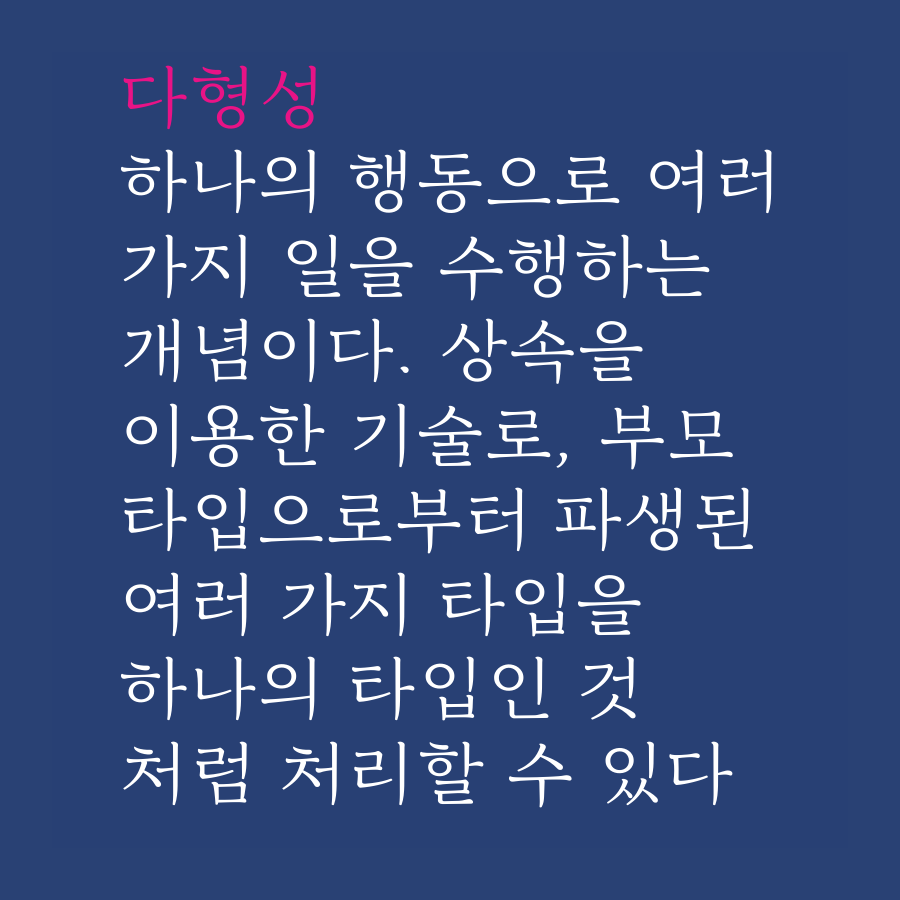 다형성
하나의 행동으로 여러
가지 일을 수행하는
개념이다. 상속을
이용한 기술로, 부모
타입으로부터 파생된
여러 가지 타입을
하나의 타입인 것
처럼 처리할 수 있다